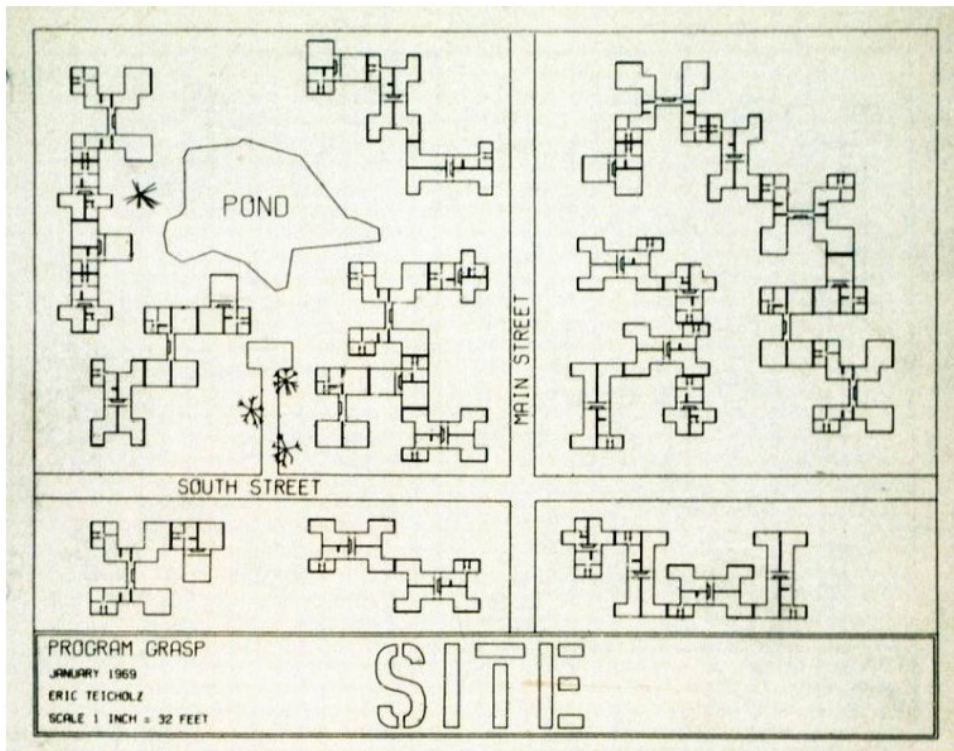 POND
MAIN STREET
SOUTH STREET
PROGRAM GRASP
JANUARY 1969
ERIC TEICHOLZ
SCALE 1 INCH = 32 FEET
SITE